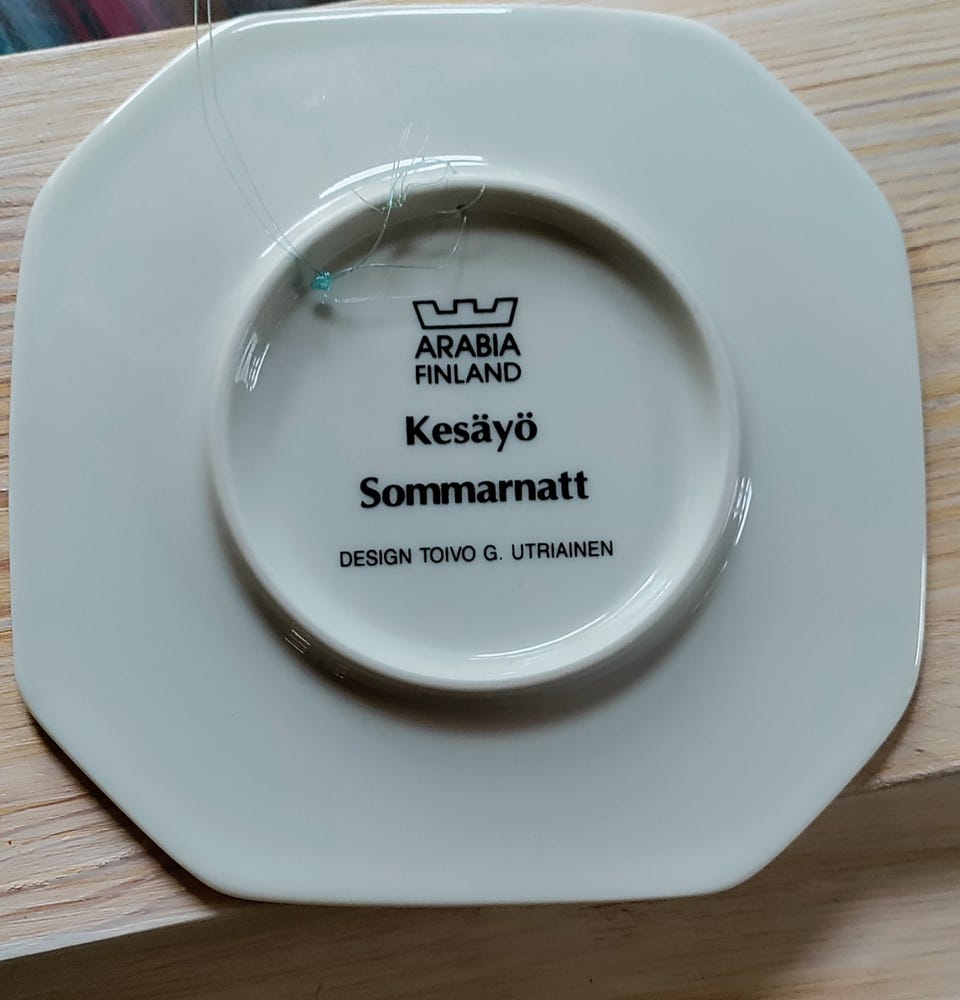 ARABIA
FINLAND
Kesäyö
Sommarnatt
DESIGN TOIVO G. UTRIAINEN